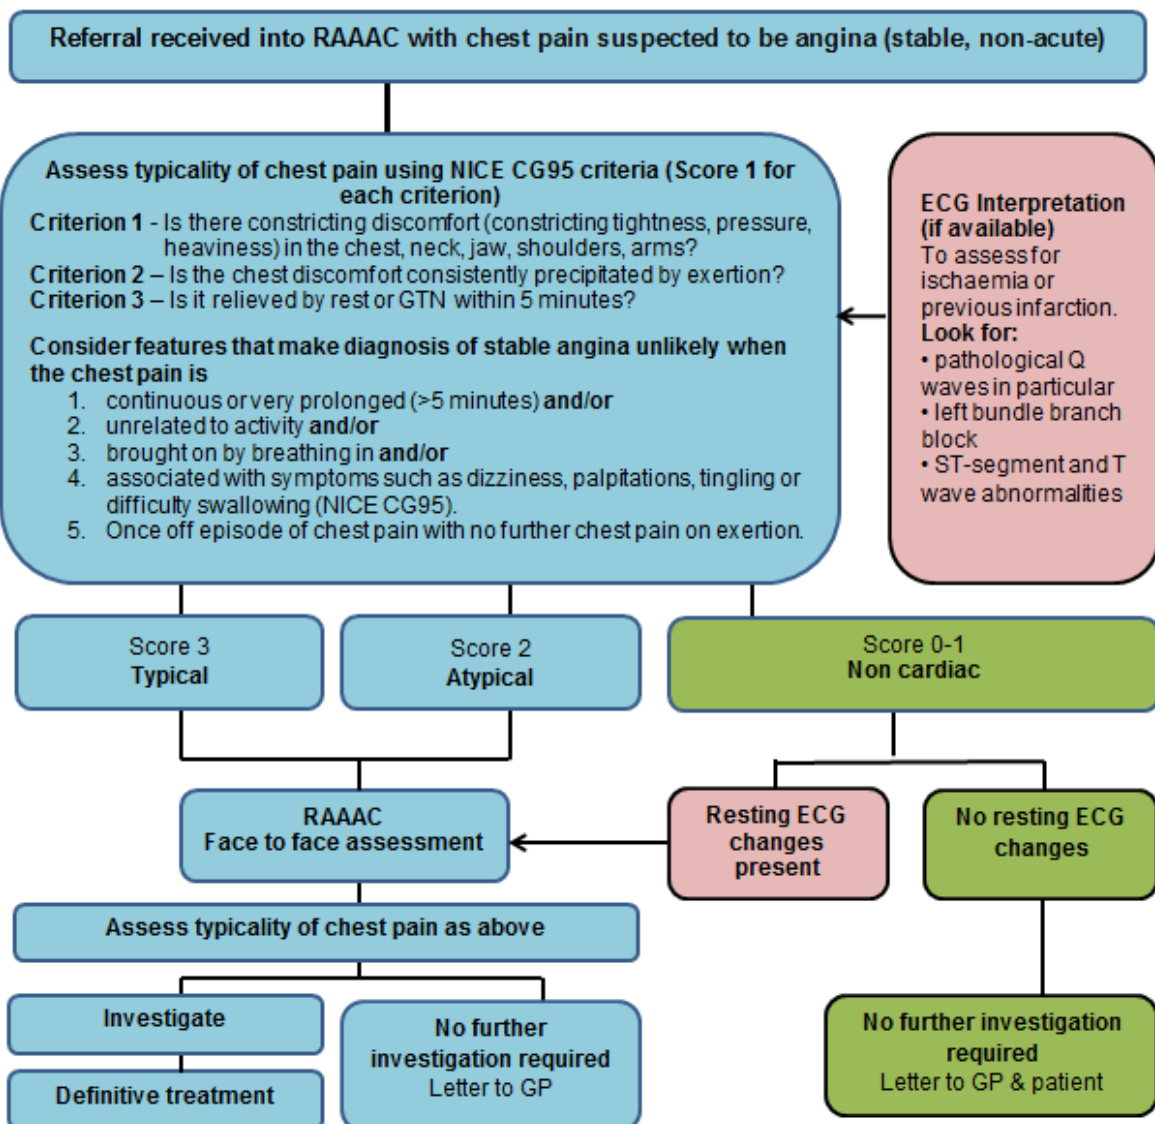 Referral received into RAAAC with chest pain suspected to be angina (stable, non-acute)
Assess typicality of chest pain using NICE CG95 criteria (Score 1 for
each criterion)
Criterion 1 - Is there constricting discomfort (constricting tightness, pressure,
heaviness) in the chest, neck, jaw, shoulders, arms?
Criterion 2 – Is the chest discomfort consistently precipitated by exertion?
Criterion 3 – Is it relieved by rest or GTN within 5 minutes?
Consider features that make diagnosis of stable angina unlikely when
the chest pain is
1. continuous or very prolonged (>5 minutes) and/or
2. unrelated to activity and/or
3. brought on by breathing in and/or
4. associated with symptoms such as dizziness, palpitations, tingling or
difficulty swallowing (NICE CG95).
5. Once off episode of chest pain with no further chest pain on exertion.
ECG Interpretation
(if available)
To assess for
ischaemia or
previous infarction.
Look for:
• pathological Q
waves in particular
• left bundle branch
block
• ST-segment and T
wave abnormalities
Score 3
Typical
Score 2
Atypical
Score 0-1
Non cardiac
RAAAC
Face to face assessment
Resting ECG
changes
present
No resting ECG
changes
Assess typicality of chest pain as above
Investigate
Definitive treatment
No further
investigation required
Letter to GP
No further investigation
required
Letter to GP & patient